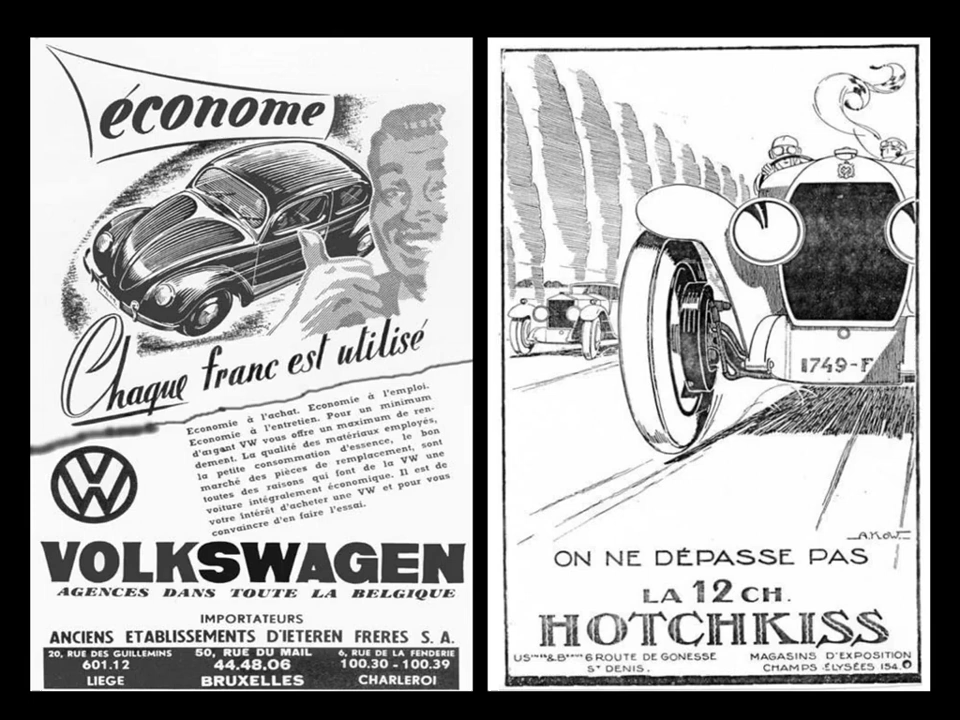 économe
Chaque franc est utilisé
Economie à l'achat. Economie à l'emploi.
Economie à l'entretien. Pour un minimum
d'argent VW vous offre un maximum de ren-
dement. La qualité des matériaux employés,
la petite consommation d'essence, le bon
marché des pièces de remplacement, sont
toutes des raisons qui font de la VW une
voiture intégralement économique. Il est de
votre intérêt d'acheter une VW et pour vous
convaincre d'en faire l'essai.
VW
VOLKSWAGEN
AGENCES DANS TOUTE LA BELGIQUE
IMPORTATEURS
ANCIENS ETABLISSEMENTS D'IETEREN FRERES S. A.
20, RUE DES GUILLEMINS
601.12
LIEGE
50, RUE DU MAIL
44.48.06
BRUXELLES
6, RUE DE LA FENDERIE
100.30 - 100.39
CHARLEROI
1749-F
A. KOW.
ON NE DÉPASSE PAS
LA 12 CH.
HOTCHKISS
6 ROUTE DE GONESSE
ST DENIS.
MAGASINS D'EXPOSITION
CHAMPS ÉLYSÉES 154.